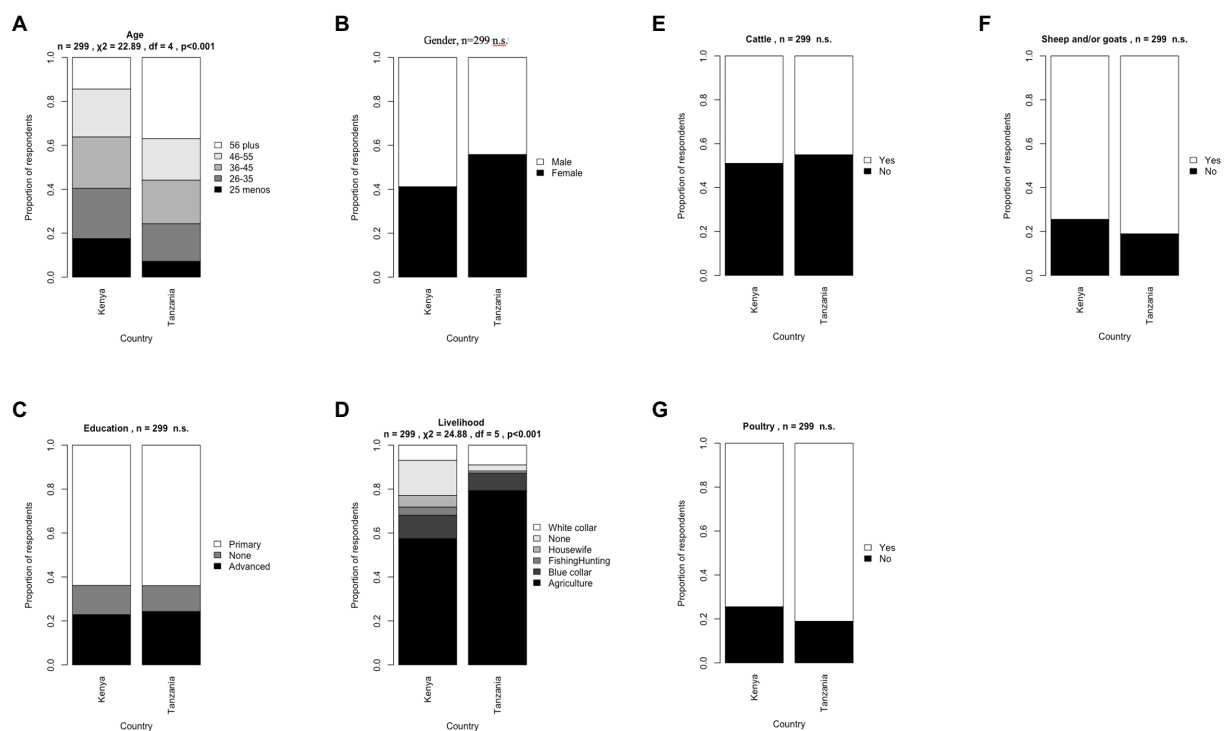 A
Age
n = 299 , χ2 = 22.89 , df = 4 , p<0.001
Proportion of respondents
0.0 0.2 0.4 0.6 0.8 1.0
56 plus
46-55
36-45
26-35
25 menos
Kenya
Tanzania
Country
B
Gender, n=299 n.s.
Proportion of respondents
0.0 0.2 0.4 0.6 0.8 1.0
Male
Female
Kenya
Tanzania
Country
E
Cattle , n = 299 n.s.
Proportion of respondents
0.0 0.2 0.4 0.6 0.8 1.0
Yes
No
Kenya
Tanzania
Country
F
Sheep and/or goats , n = 299 n.s.
Proportion of respondents
0.0 0.2 0.4 0.6 0.8 1.0
Yes
No
Kenya
Tanzania
Country
C
Education , n = 299 n.s.
Proportion of respondents
0.0 0.2 0.4 0.6 0.8 1.0
Primary
None
Advanced
Kenya
Tanzania
Country
D
Livelihood
n = 299 , χ2 = 24.88 , df = 5 , p<0.001
Proportion of respondents
0.0 0.2 0.4 0.6 0.8 1.0
White collar
None
Housewife
FishingHunting
Blue collar
Agriculture
Kenya
Tanzania
Country
G
Poultry , n = 299 n.s.
Proportion of respondents
0.0 0.2 0.4 0.6 0.8 1.0
Yes
No
Kenya
Tanzania
Country